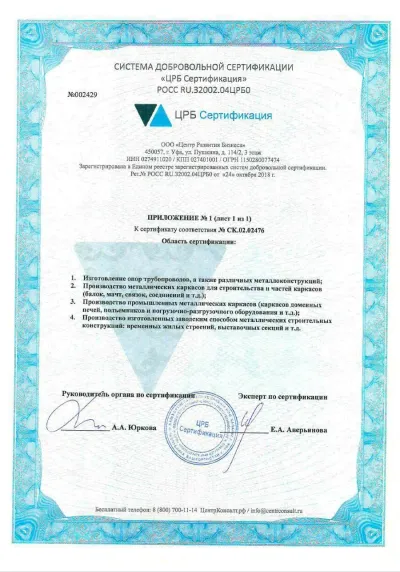 СИСТЕМА ДОБРОВОЛЬНОЙ СЕРТИФИКАЦИИ
«ЦРБ Сертификация»
РОСС RU.32002.04ЦРБ0
№002429
ЦРБ Сертификация
ООО «Центр Развития Бизнеса»
450057, г. Уфа, ул. Пушкина, д. 114/2, 3 этаж
ИНН 0274911020 / КПП 027401001 / ОГРН 1150280077474
Зарегистрировано в Едином реестре зарегистрированных систем добровольной сертификации.
Рег.№ РОСС RU 32002.04ЦРБ0 от «24» октября 2018 г.
ПРИЛОЖЕНИЕ № 1 (лист 1 из 1)
К сертификату соответствия № СК.02.02476
Область сертификации:
1. Изготовление опор трубопроводо, а также различных металлоконструкций;
2. Производство металлических каркасов для строительства и частей каркасов
(балок, мачт, связок, соединений и т.д.);
3. Производство промышленных металлических каркасов (каркасов доменных
печей, подъемников и погрузочно-разгрузочного оборудования и т.д.);
4. Производство изготовленных заводским способом металлических строительных
конструкций: временных жилых строений, выставочных секций и т.д.
Руководитель органа по сертификации
Эксперт по сертификации
ЦРБ
Сертификация
А.А. Юркова
Е.А. Аверьянова
Бесплатный телефон: 8 (800) 700-11-14 ЦентрКонсалт.рф / info@centrconsult.ru